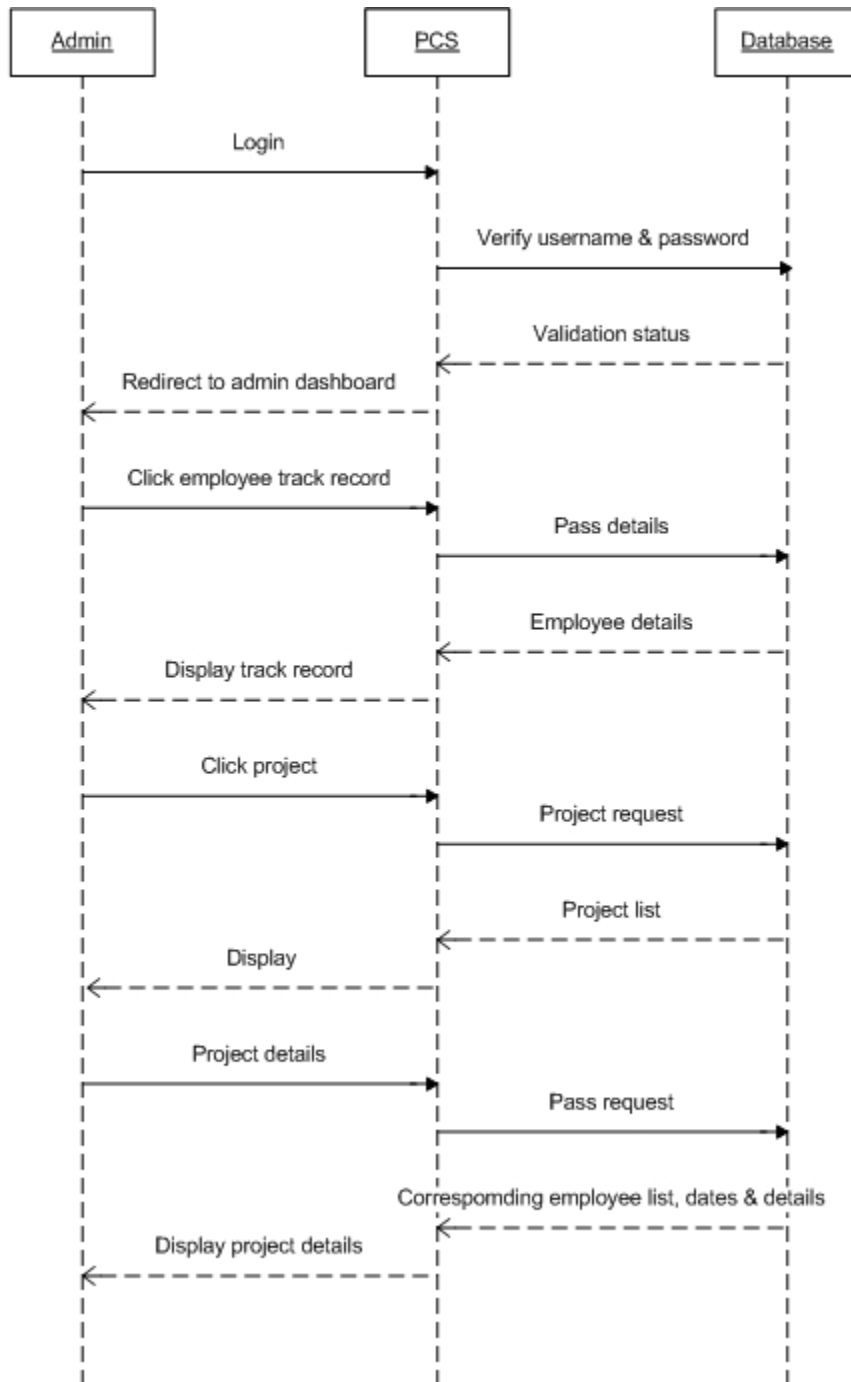 Admin
PCS
Database
Login
Verify username & password
Validation status
Redirect to admin dashboard
Click employee track record
Pass details
Employee details
Display track record
Click project
Project request
Project list
Display
Project details
Pass request
Correspomding employee list, dates & details
Display project details